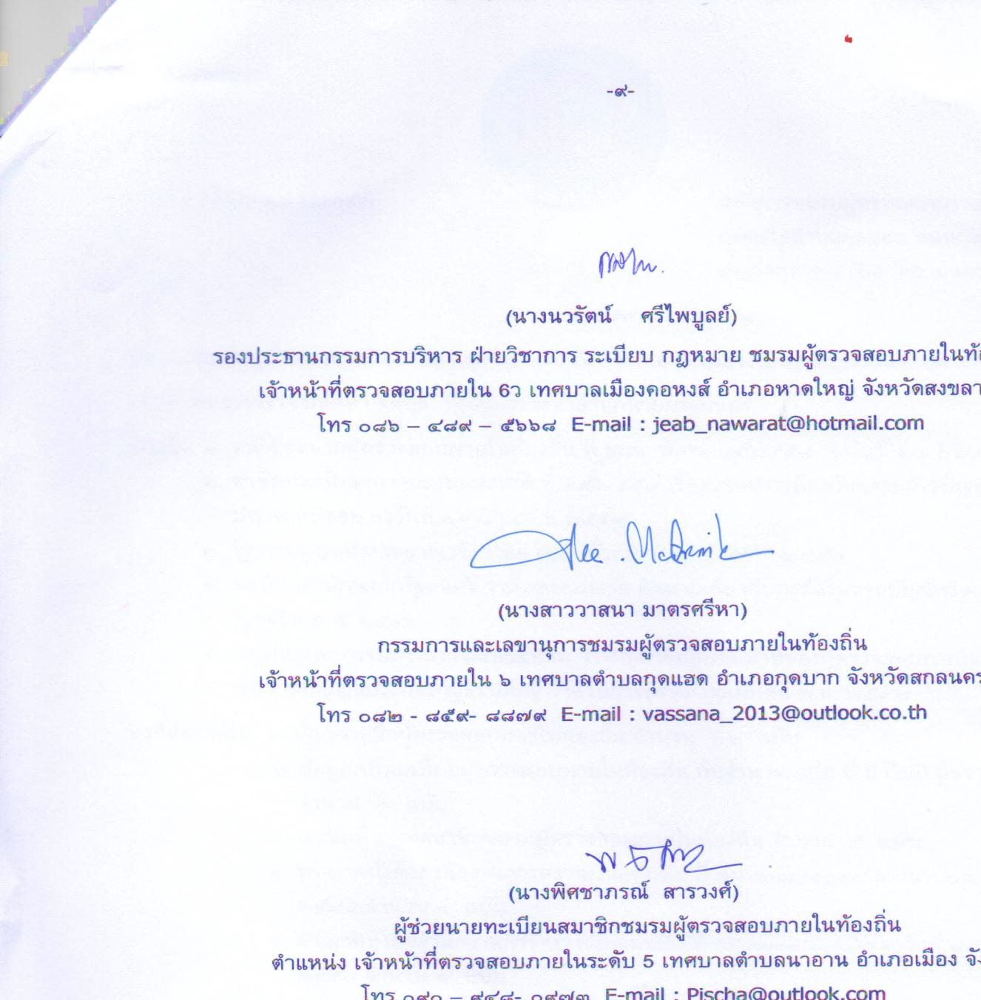 -๙-
(นางนวรัตน์ ศรีไพบูลย์)
รองประธานกรรมการบริหาร ฝ่ายวิชาการ ระเบียบ กฎหมาย ชมรมผู้ตรวจสอบภายใน
เจ้าหน้าที่ตรวจสอบภายใน 6ว เทศบาลเมืองคอหงส์ อำเภอหาดใหญ่ จังหวัดสงขลา
โทร ๐๘๖ – ๔๘๙ – ๕๖๖๘ E-mail : jeab_nawarat@hotmail.com
(นางสาววาสนา มาตรศรีหา)
กรรมการและเลขานุการชมรมผู้ตรวจสอบภายในท้องถิ่น
เจ้าหน้าที่ตรวจสอบภายใน ๖ เทศบาลตำบลกุดแฮด อำเภอกุดบาก จังหวัดสกลนคร
โทร ๐๘๒ - ๘๕๙- ๘๘๗๙ E-mail : vassana_2013@outlook.co.th
(นางพิศชาภรณ์ สารวงศ์)
ผู้ช่วยนายทะเบียนสมาชิกชมรมผู้ตรวจสอบภายในท้องถิ่น
ตำแหน่ง เจ้าหน้าที่ตรวจสอบภายในระดับ 5 เทศบาลตำบลนาอาน อำเภอเมือง
โทร E-mail : Pischa@outlook.com